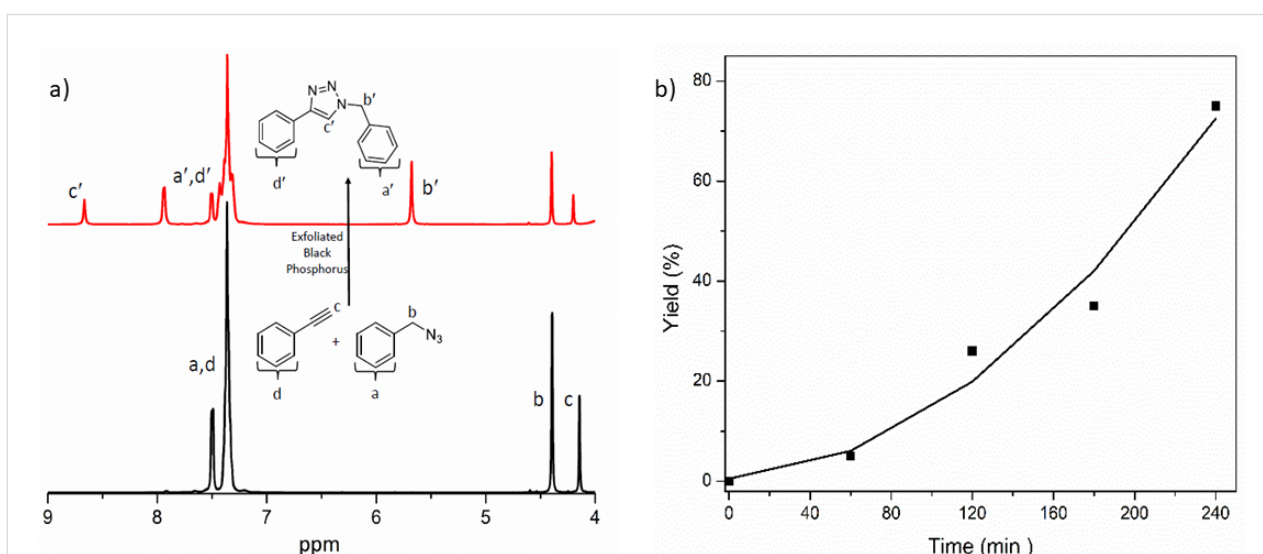 a)
N
N
N
b′
c′
d′
a′
c′
a′,d′
b′
Exfoliated
Black
Phosphorus
c
b
N3
+
d
a
a,d
b
c
9
8
7
6
5
4
ppm
b)
80
60
40
20
0
Yield (%)
0
40
80
120
160
200
240
Time (min )